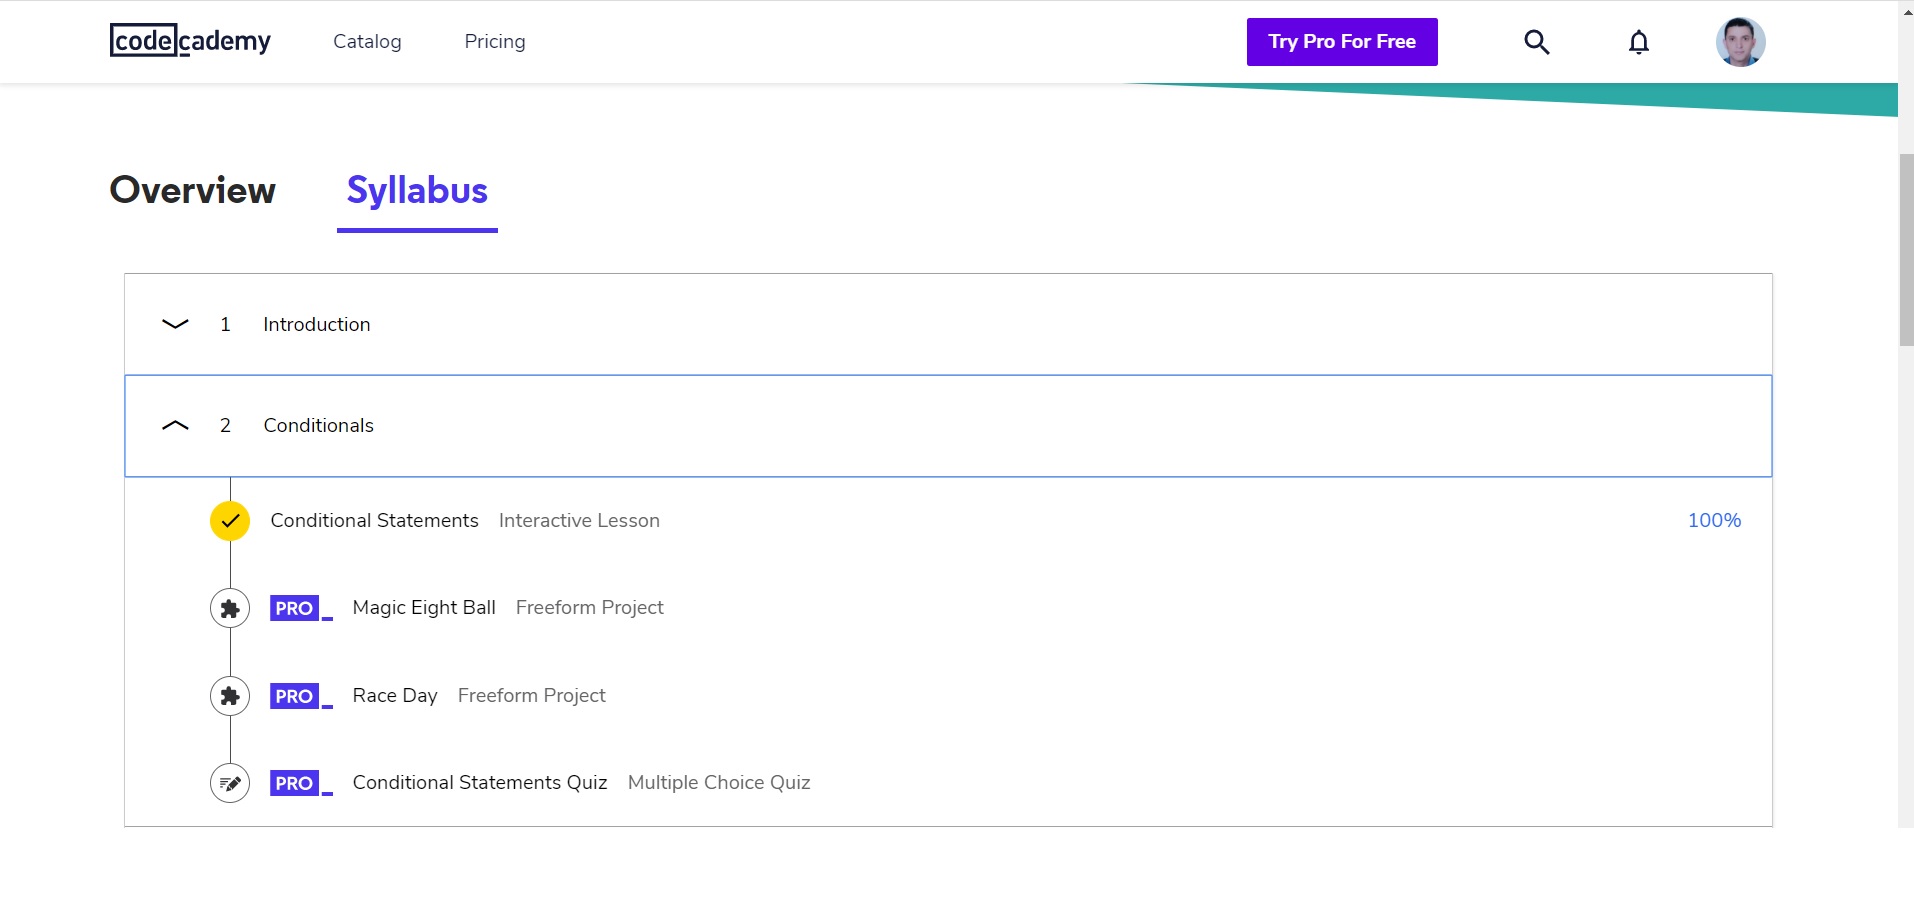 codecademy Catalog Pricing Try Pro For Free
Overview Syllabus
1 Introduction
2 Conditionals
Conditional Statements Interactive Lesson 100%
PRO Magic Eight Ball Freeform Project
PRO Race Day Freeform Project
PRO Conditional Statements Quiz Multiple Choice Quiz